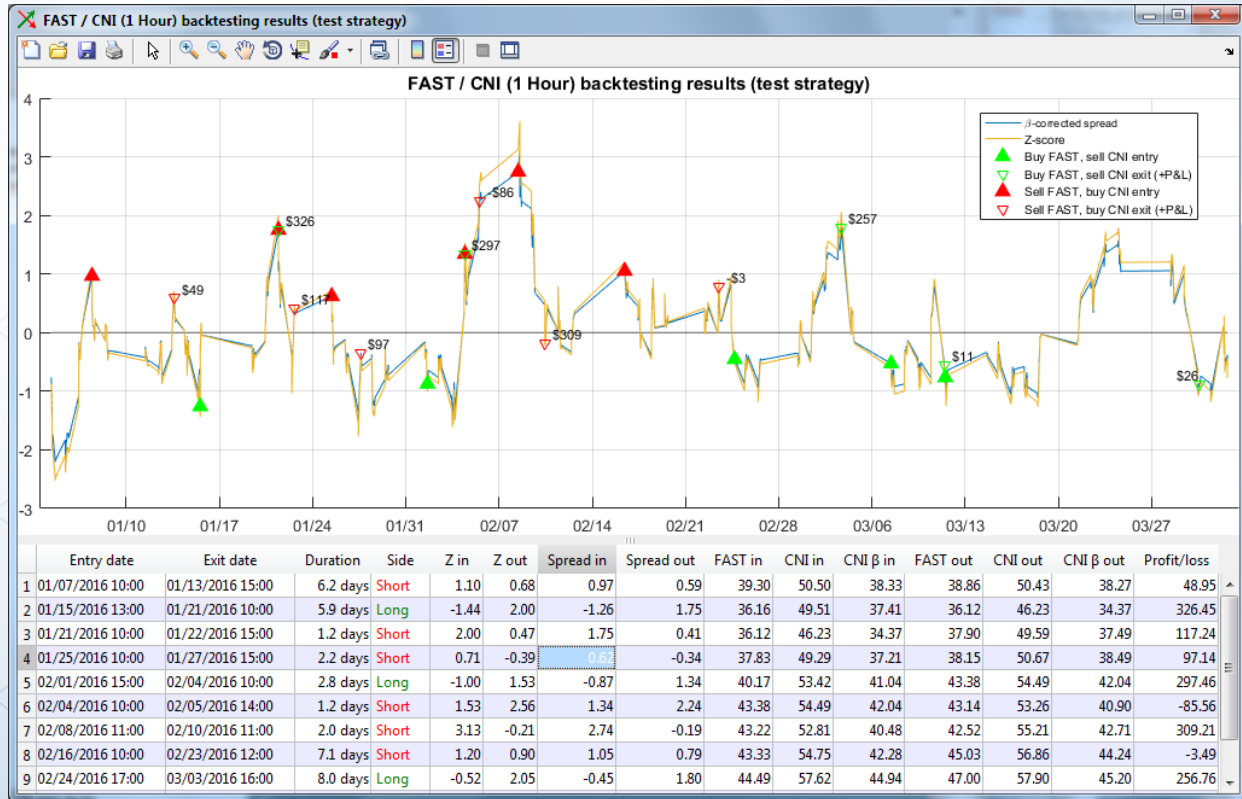 FAST / CNI (1 Hour) backtesting results (test strategy)
FAST / CNI (1 Hour) backtesting results (test strategy)
4
3
2
1
0
-1
-2
-3
β-corrected spread
Z-score
Buy FAST, sell CNI entry
Buy FAST, sell CNI exit (+P&L)
Sell FAST, buy CNI entry
Sell FAST, buy CNI exit (+P&L)
$49
$326
$117
$97
$297
-$86
$309
-$3
$257
$11
$26
01/10 01/17 01/24 01/31 02/07 02/14 02/21 02/28 03/06 03/13 03/20 03/27
Entry date Exit date Duration Side Z in Z out Spread in Spread out FAST in CNI in CNI β in FAST out CNI out CNI β out Profit/loss
1 01/07/2016 10:00 01/13/2016 15:00 6.2 days Short 1.10 0.68 0.97 0.59 39.30 50.50 38.33 38.86 50.43 38.27 48.95
2 01/15/2016 13:00 01/21/2016 10:00 5.9 days Long -1.44 2.00 -1.26 1.75 36.16 49.51 37.41 36.12 46.23 34.37 326.45
3 01/21/2016 10:00 01/22/2016 15:00 1.2 days Short 2.00 0.47 1.75 0.41 36.12 46.23 34.37 37.90 49.59 37.49 117.24
4 01/25/2016 10:00 01/27/2016 15:00 2.2 days Short 0.71 -0.39 0.62 -0.34 37.83 49.29 37.21 38.15 50.67 38.49 97.14
5 02/01/2016 15:00 02/04/2016 10:00 2.8 days Long -1.00 1.53 -0.87 1.34 40.17 53.42 41.04 43.38 54.49 42.04 297.46
6 02/04/2016 10:00 02/05/2016 14:00 1.2 days Short 1.53 2.56 1.34 2.24 43.38 54.49 42.04 43.14 53.26 40.90 -85.56
7 02/08/2016 11:00 02/10/2016 11:00 2.0 days Short 3.13 -0.21 2.74 -0.19 43.22 52.81 40.48 42.52 55.21 42.71 309.21
8 02/16/2016 10:00 02/23/2016 12:00 7.1 days Short 1.20 0.90 1.05 0.79 43.33 54.75 42.28 45.03 56.86 44.24 -3.49
9 02/24/2016 17:00 03/03/2016 16:00 8.0 days Long -0.52 2.05 -0.45 1.80 44.49 57.62 44.94 47.00 57.90 45.20 256.76